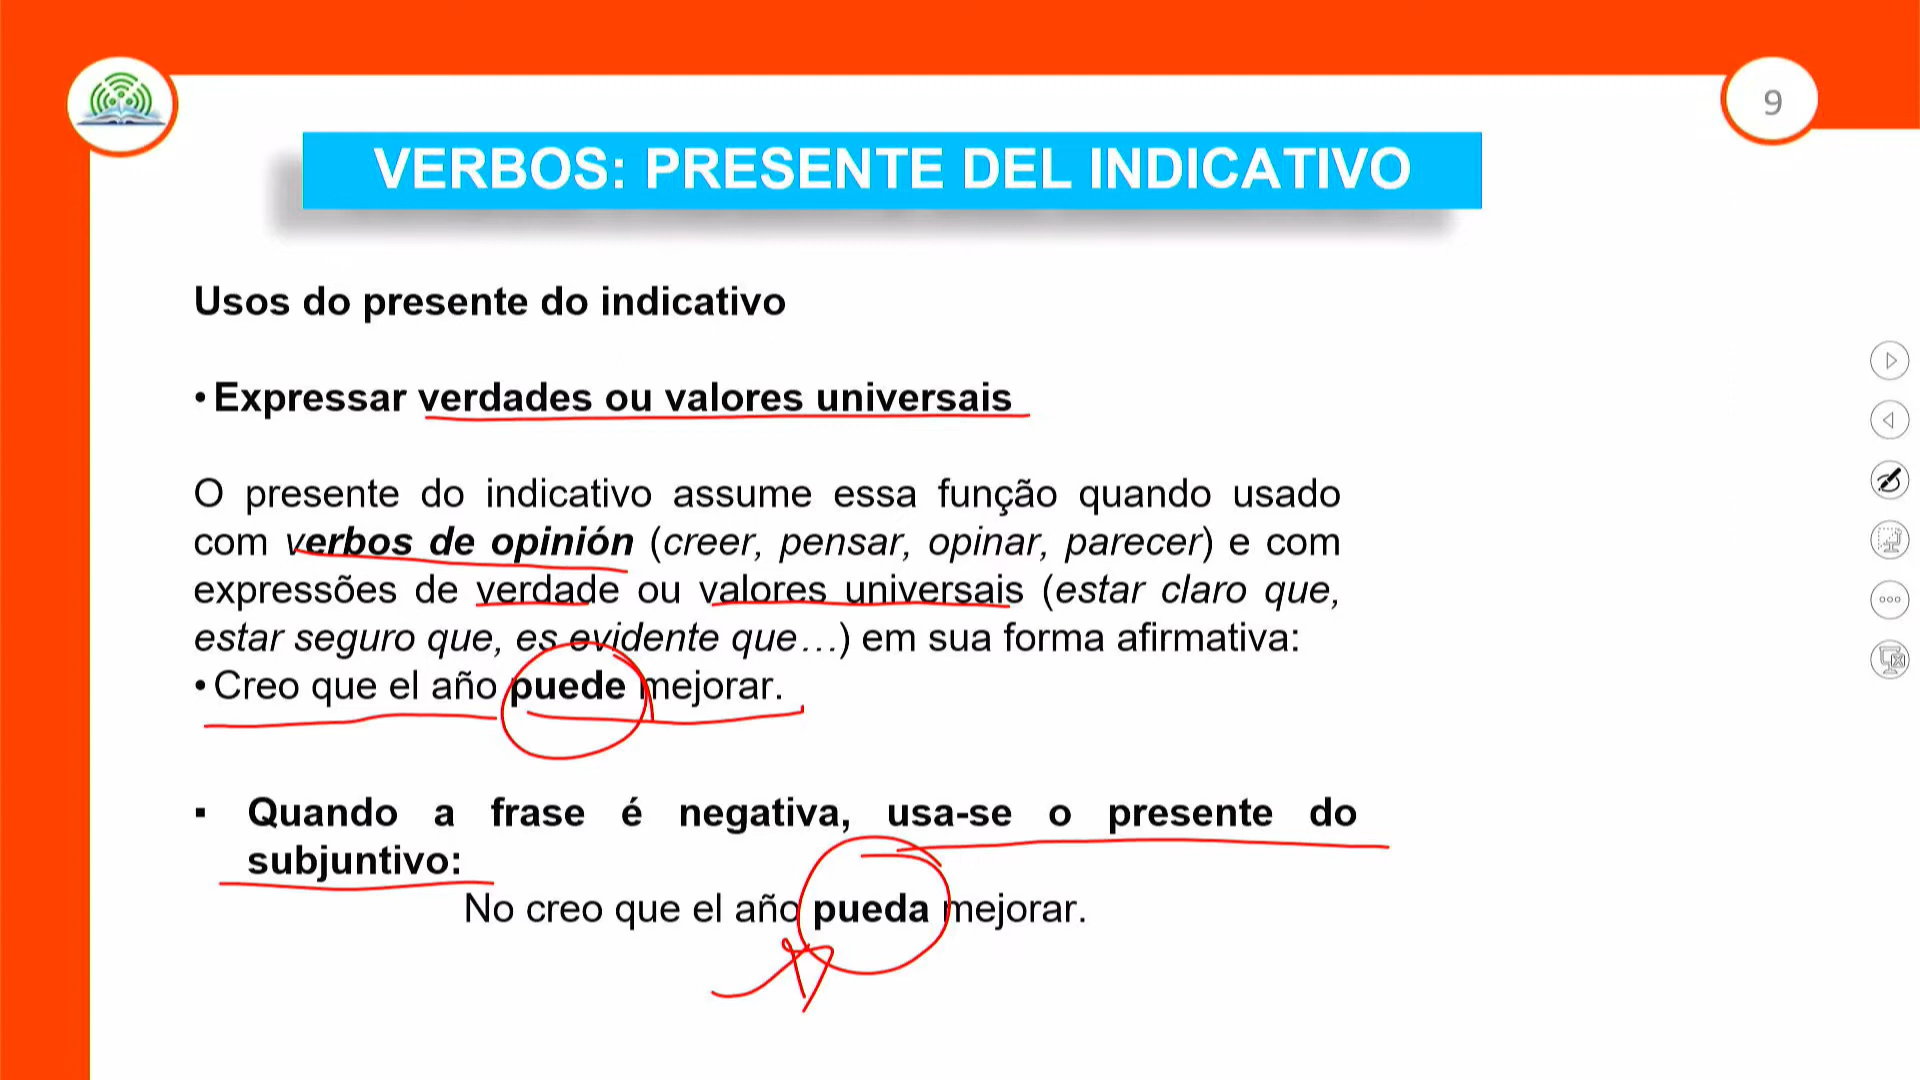 9
VERBOS: PRESENTE DEL INDICATIVO
Usos do presente do indicativo
• Expressar verdades ou valores universais
O presente do indicativo assume essa função quando usado
com verbos de opinión (creer, pensar, opinar, parecer) e com
expressões de verdade ou valores universais (estar claro que,
estar seguro que, es evidente que…) em sua forma afirmativa:
• Creo que el año puede mejorar.
▪ Quando a frase é negativa, usa-se o presente do
subjuntivo:
No creo que el año pueda mejorar.